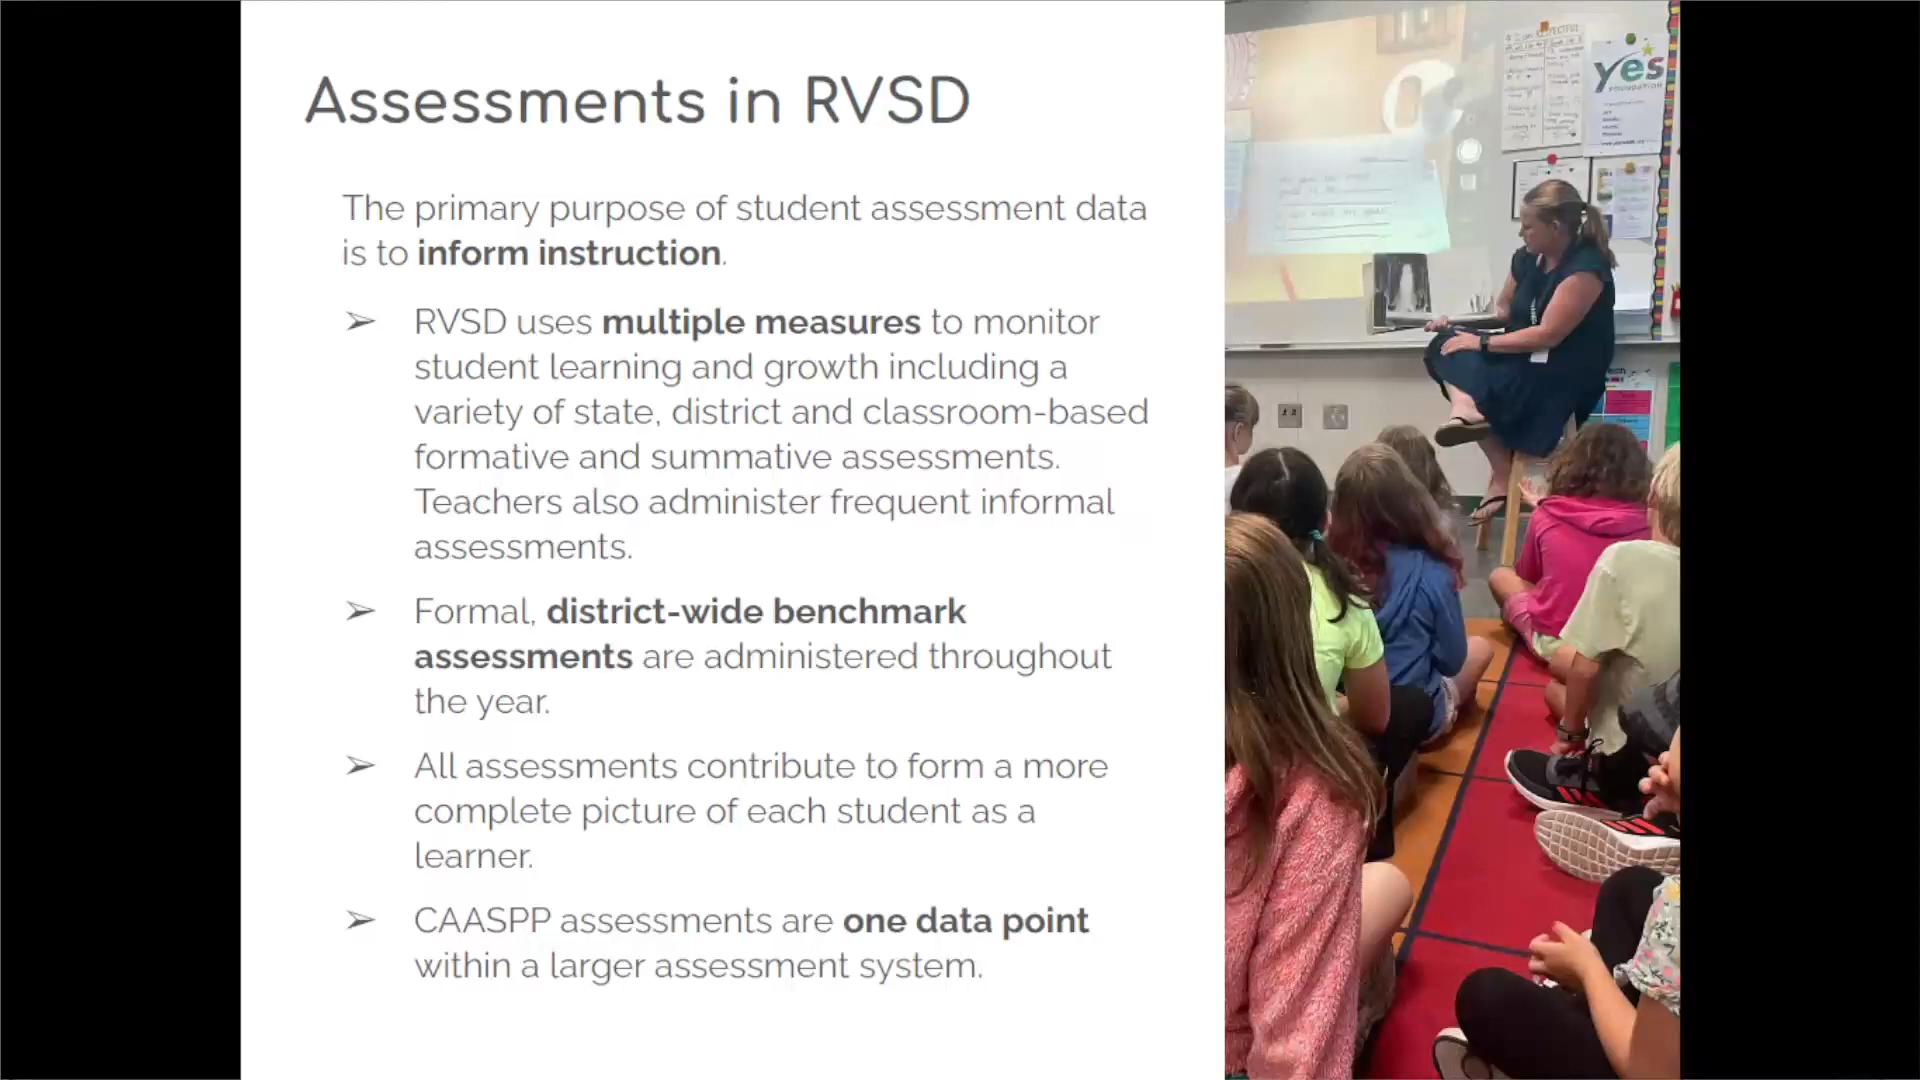 Assessments in RVSD
The primary purpose of student assessment data
is to inform instruction.
➢ RVSD uses multiple measures to monitor
student learning and growth including a
variety of state, district and classroom-based
formative and summative assessments.
Teachers also administer frequent informal
assessments.
➢ Formal, district-wide benchmark
assessments are administered throughout
the year.
➢ All assessments contribute to form a more
complete picture of each student as a
learner.
➢ CAASPP assessments are one data point
within a larger assessment system.
yes
FOUNDATION